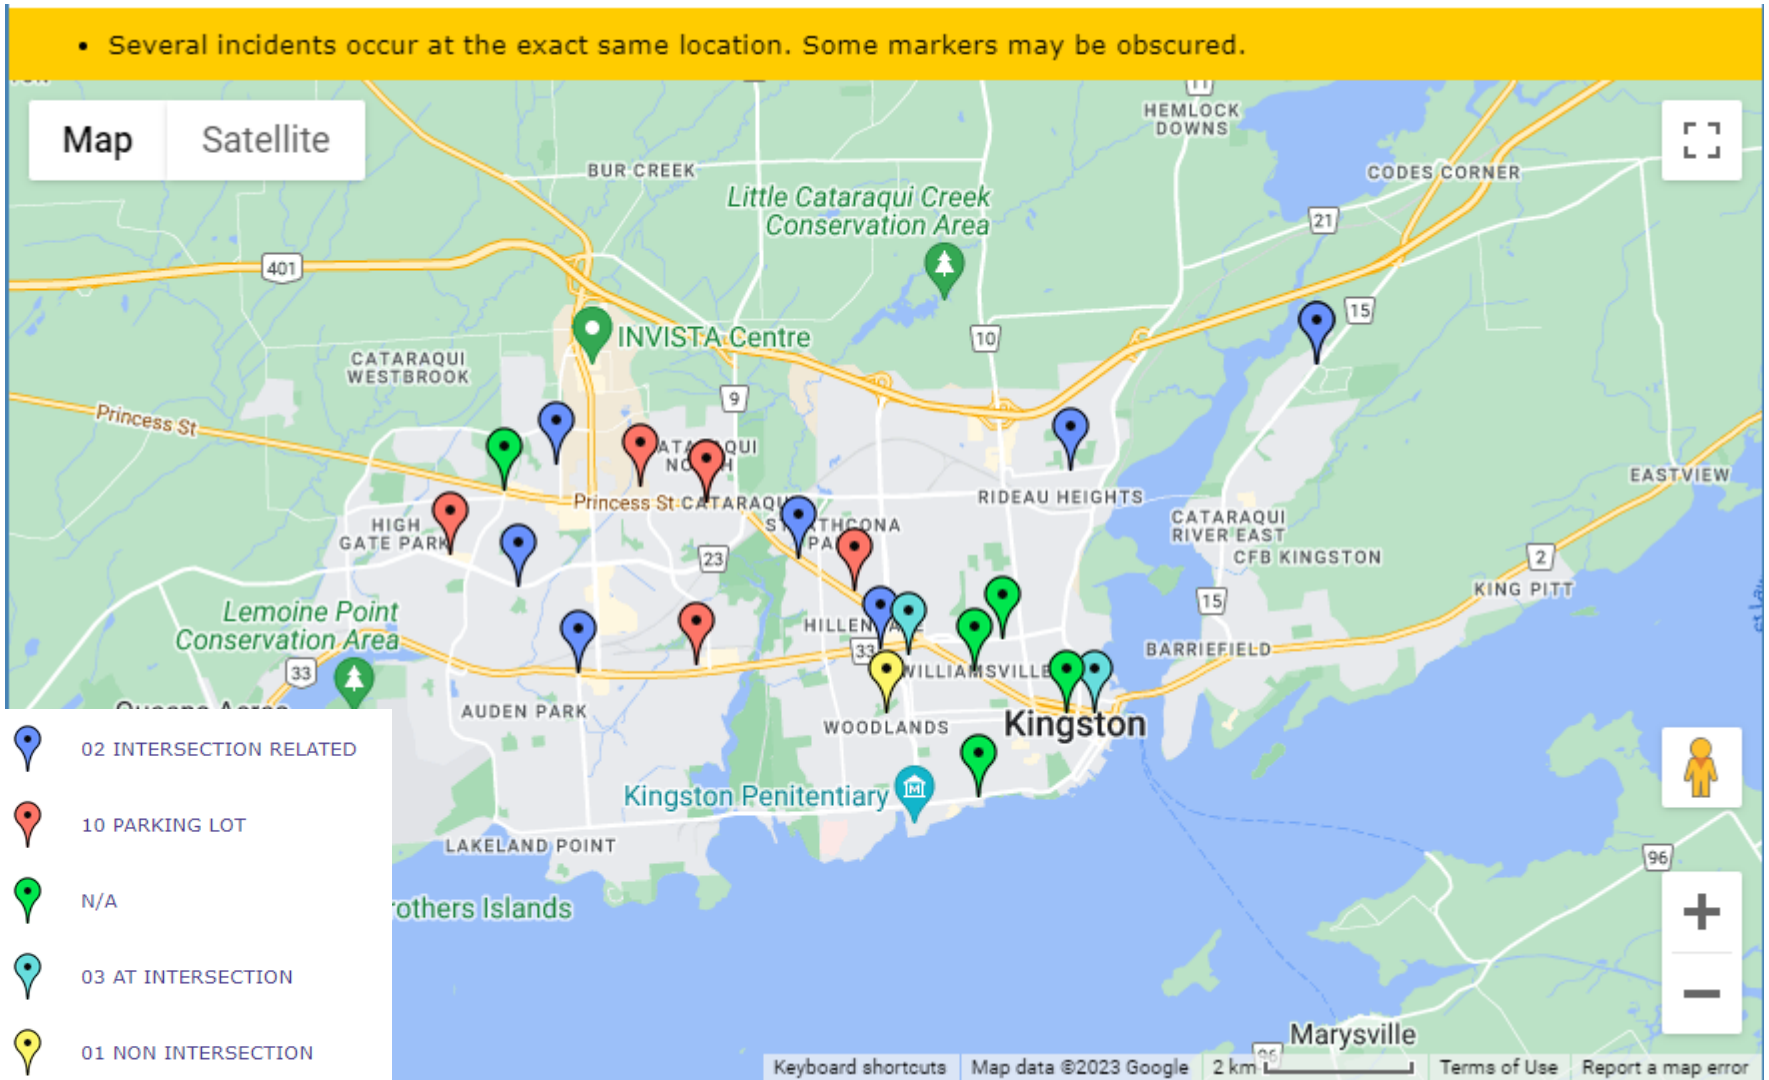 • Several incidents occur at the exact same location. Some markers may be obscured.
Map
Satellite
11
HEMLOCK
DOWNS
BUR CREEK
CODES CORNER
Little Cataraqui Creek
Conservation Area
21
401
15
INVISTA Centre
10
CATARAQUI
WESTBROOK
9
Princess St
RIDEAU HEIGHTS
EASTVIEW
Princess St
HIGH
GATE PARK
CATARAQUI
RIVER EAST
CFB KINGSTON
23
2
KING PITT
15
Lemoine Point
Conservation Area
33
33
BARRIEFIELD
WILLIAMSVILLE
AUDEN PARK
WOODLANDS
Kingston
Kingston Penitentiary
LAKELAND POINT
96
rothers Islands
Marysville
96
02 INTERSECTION RELATED
10 PARKING LOT
N/A
03 AT INTERSECTION
01 NON INTERSECTION
Keyboard shortcuts
Map data ©2023 Google
2 km
Terms of Use
Report a map error